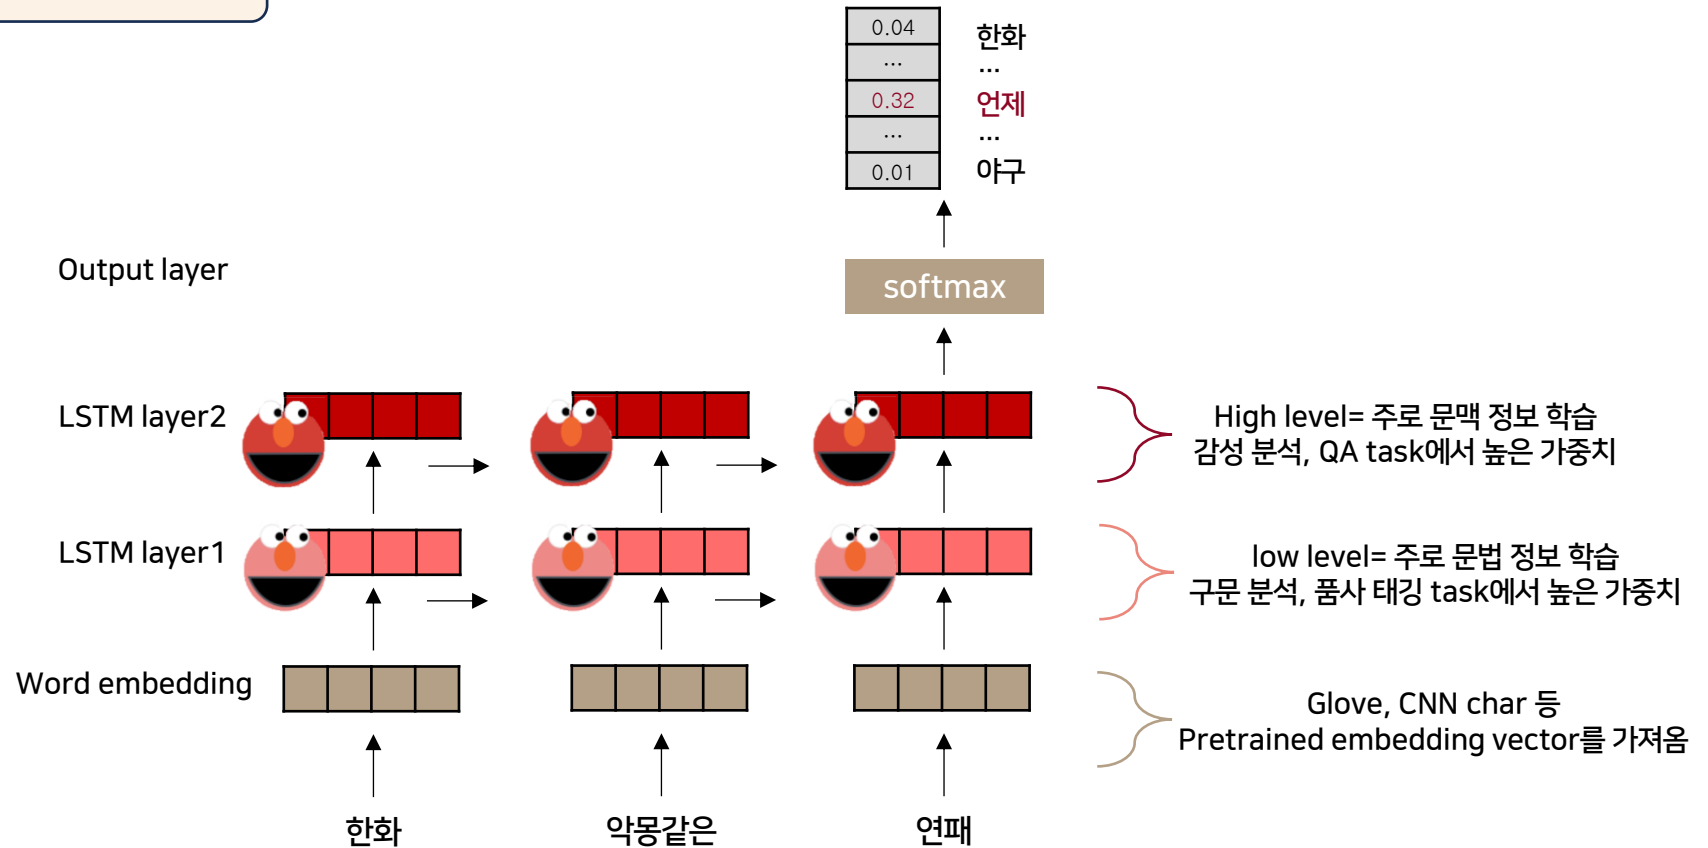 0.04
한화
...
...
0.32
언제
...
...
0.01
야구
Output layer
softmax
LSTM layer2
High level= 주로 문맥 정보 학습
감성 분석, QA task에서 높은 가중치
LSTM layer1
low level= 주로 문법 정보 학습
구문 분석, 품사 태깅 task에서 높은 가중치
Word embedding
Glove, CNN char 등
Pretrained embedding vector를 가져옴
한화
악몽같은
연패